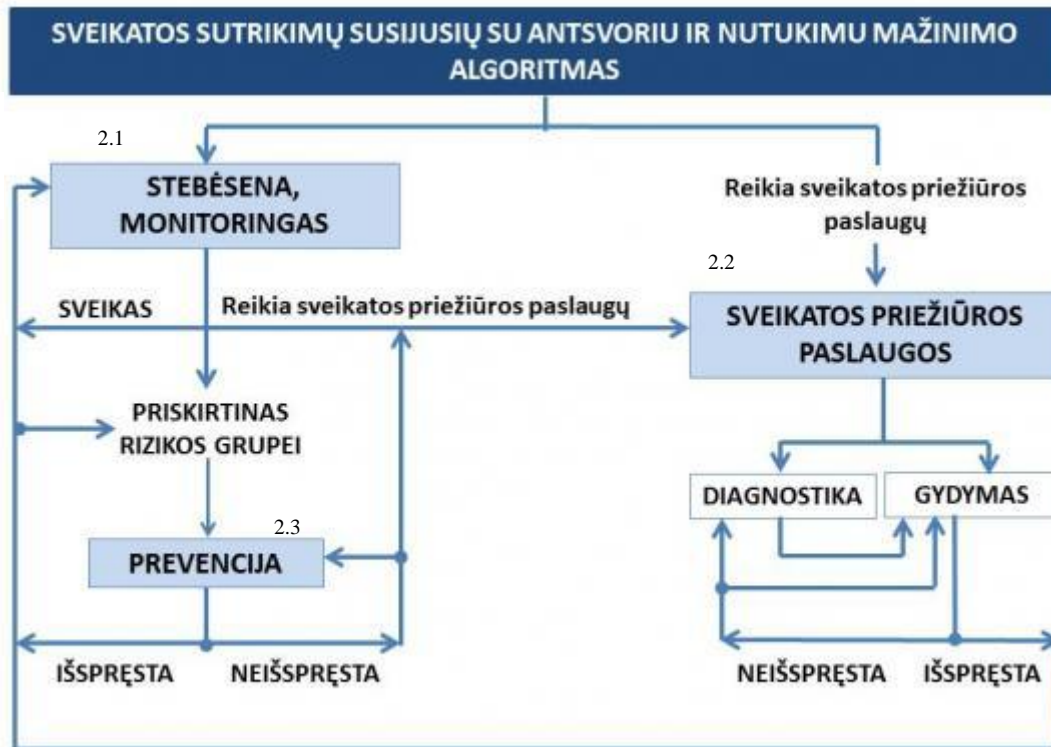 SVEIKATOS SUTRIKIMŲ SUSIJUSIŲ SU ANTSVORIU IR NUTUKIMU MAŽINIMO
ALGORITMAS
2.1
STEBĖSENA,
MONITORINGAS
Reikia sveikatos priežiūros
paslaugų
2.2
SVEIKAS
Reikia sveikatos priežiūros paslaugų
SVEIKATOS PRIEŽIŪROS
PASLAUGOS
PRISKIRTINAS
RIZIKOS GRUPEI
DIAGNOSTIKA
GYDYMAS
2.3
PREVENCIJA
IŠSPRĘSTA
NEIŠSPRĘSTA
NEIŠSPRĘSTA
IŠSPRĘSTA